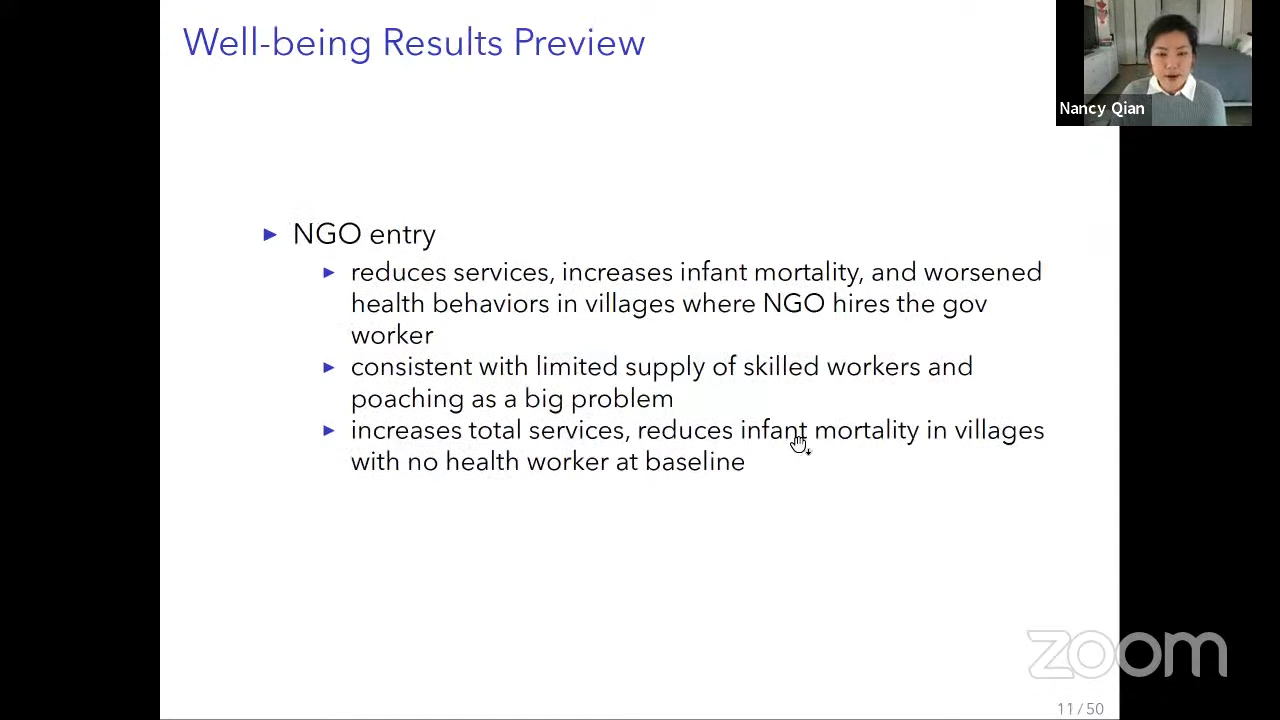 Well-being Results Preview
Nancy Qian
► NGO entry
► reduces services, increases infant mortality, and worsened
health behaviors in villages where NGO hires the gov
worker
► consistent with limited supply of skilled workers and
poaching as a big problem
► increases total services, reduces infant mortality in villages
with no health worker at baseline
zoom
11 / 50